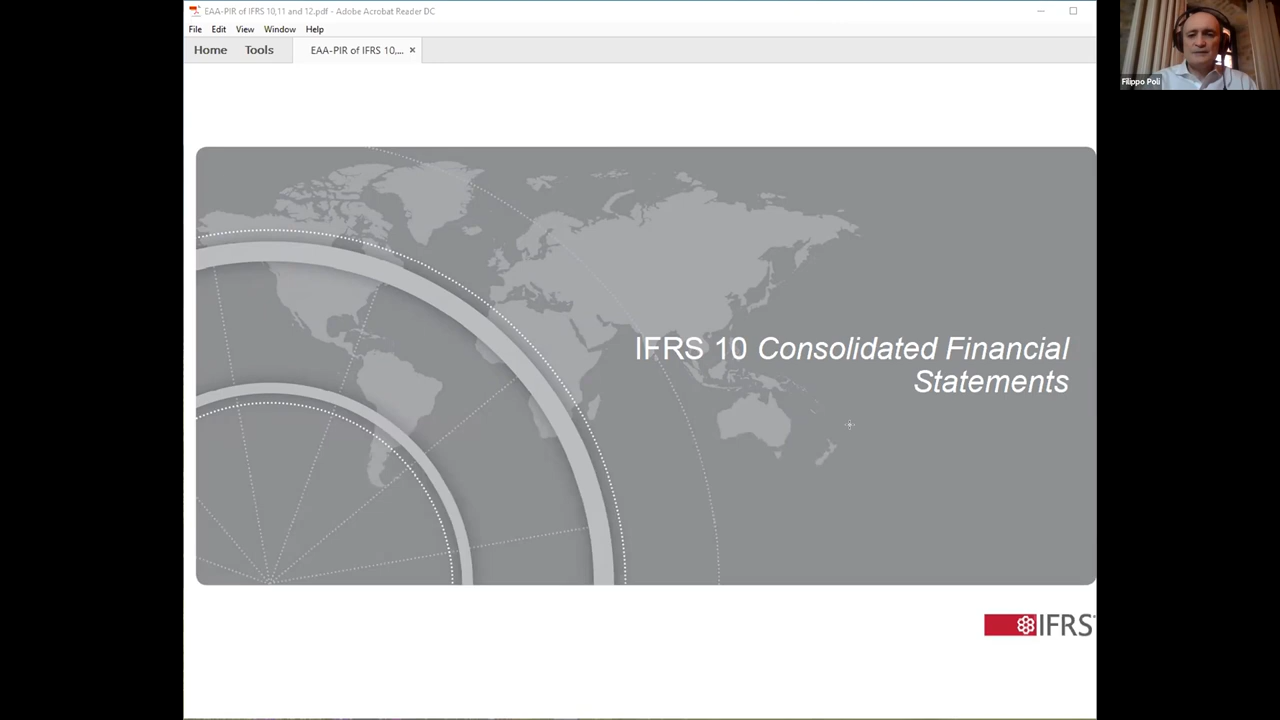 EAA-PIR of IFRS 10,11 and 12.pdf - Adobe Acrobat Reader DC
File Edit View Window Help
Home Tools EAA-PIR of IFRS 10,... ×
Filippo Poli
IFRS 10 Consolidated Financial
Statements
IFRS